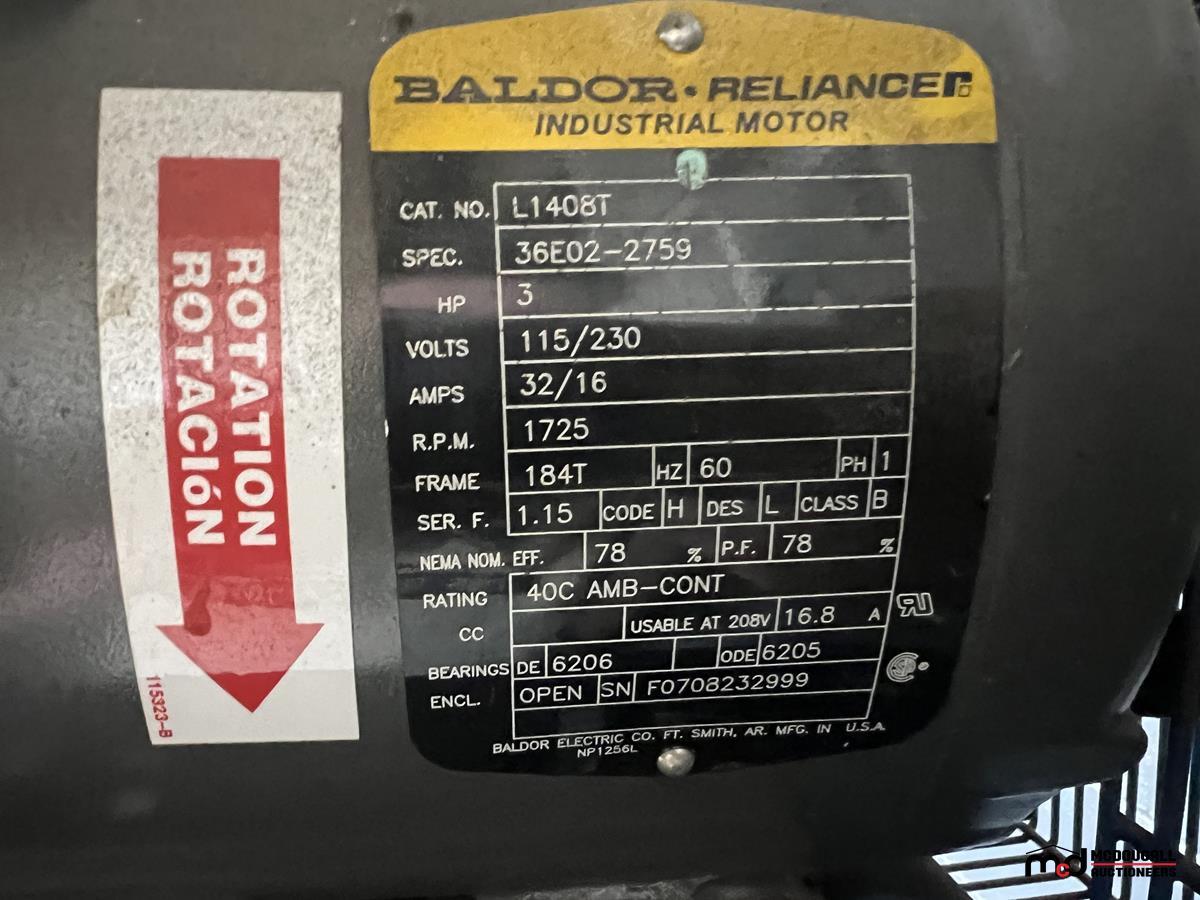 BALDOR • RELIANCE
INDUSTRIAL MOTOR
CAT. NO. L1408T
SPEC. 36E02-2759
HP 3
VOLTS 115/230
AMPS 32/16
R.P.M. 1725
FRAME 184T HZ 60 PH 1
SER. F. 1.15 CODE H DES L CLASS B
NEMA NOM. EFF. 78 % P.F. 78 %
RATING 40C AMB-CONT
CC USABLE AT 208V 16.8 A
BEARINGS DE 6206 ODE 6205
ENCL. OPEN SN F0708232999
BALDOR ELECTRIC CO. FT. SMITH, AR. MFG. IN U.S.A.
NP1256L
ROTATION
ROTACIÓN
115323-B
mcd MCDOUGALL
AUCTIONEERS